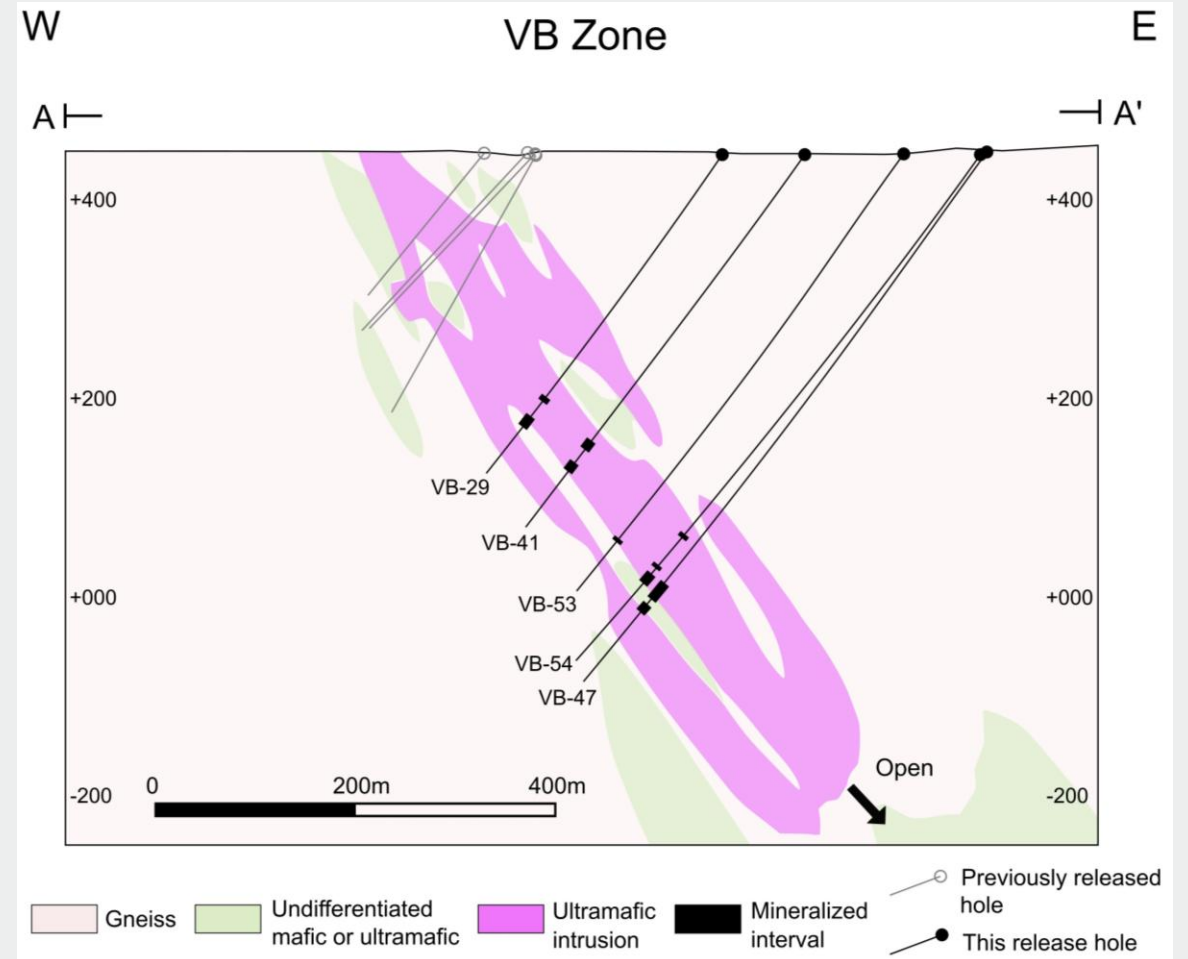 W
VB Zone
E
A
A'
+400
+400
+200
+200
VB-29
VB-41
+000
+000
VB-53
VB-54
VB-47
Open
0
200m
400m
-200
-200
Gneiss
Undifferentiated
mafic or ultramafic
Ultramafic
intrusion
Mineralized
interval
Previously released
hole
This release hole